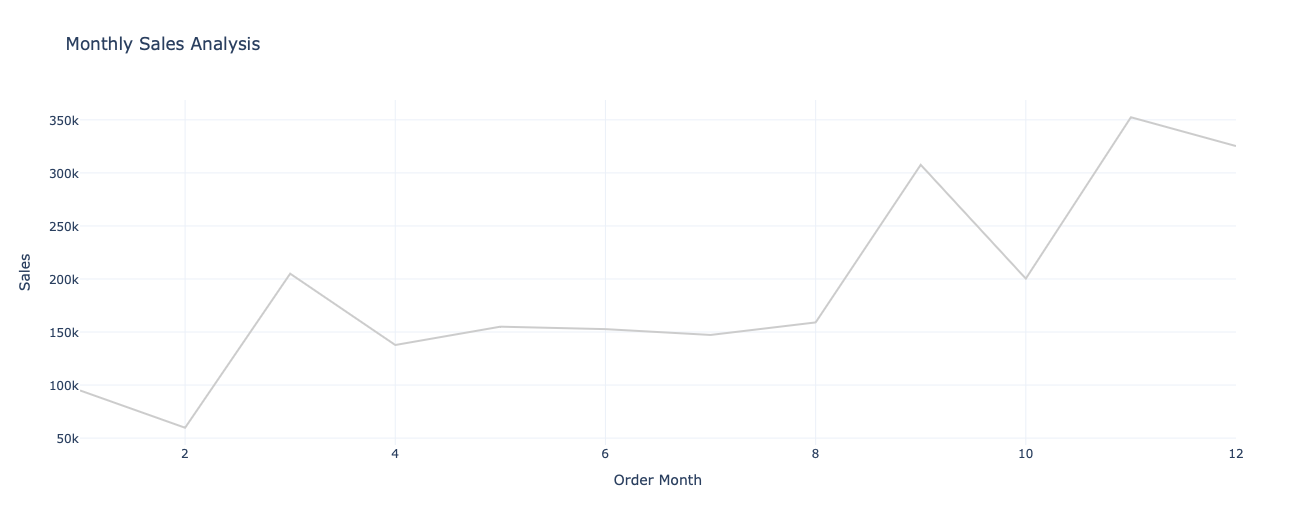 Monthly Sales Analysis
350k
300k
250k
200k
150k
100k
50k
Sales
2 4 6 8 10 12
Order Month